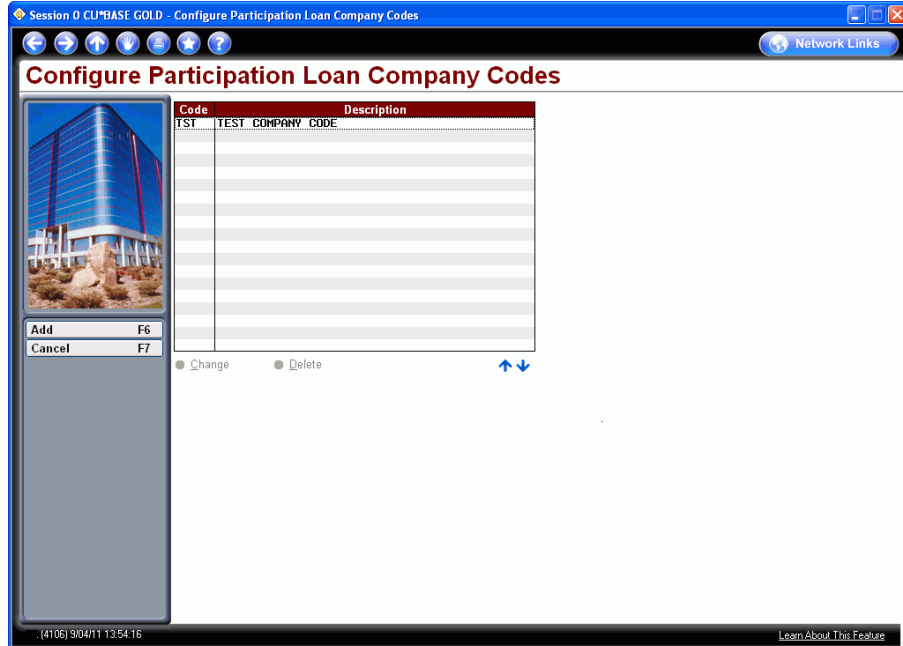 Session 0 CU*BASE GOLD - Configure Participation Loan Company Codes
Network Links
Configure Participation Loan Company Codes
Code Description
TST TEST COMPANY CODE
Add F6
Cancel F7
Change Delete
. (4106) 9/04/11 13:54:16
Learn About This Feature